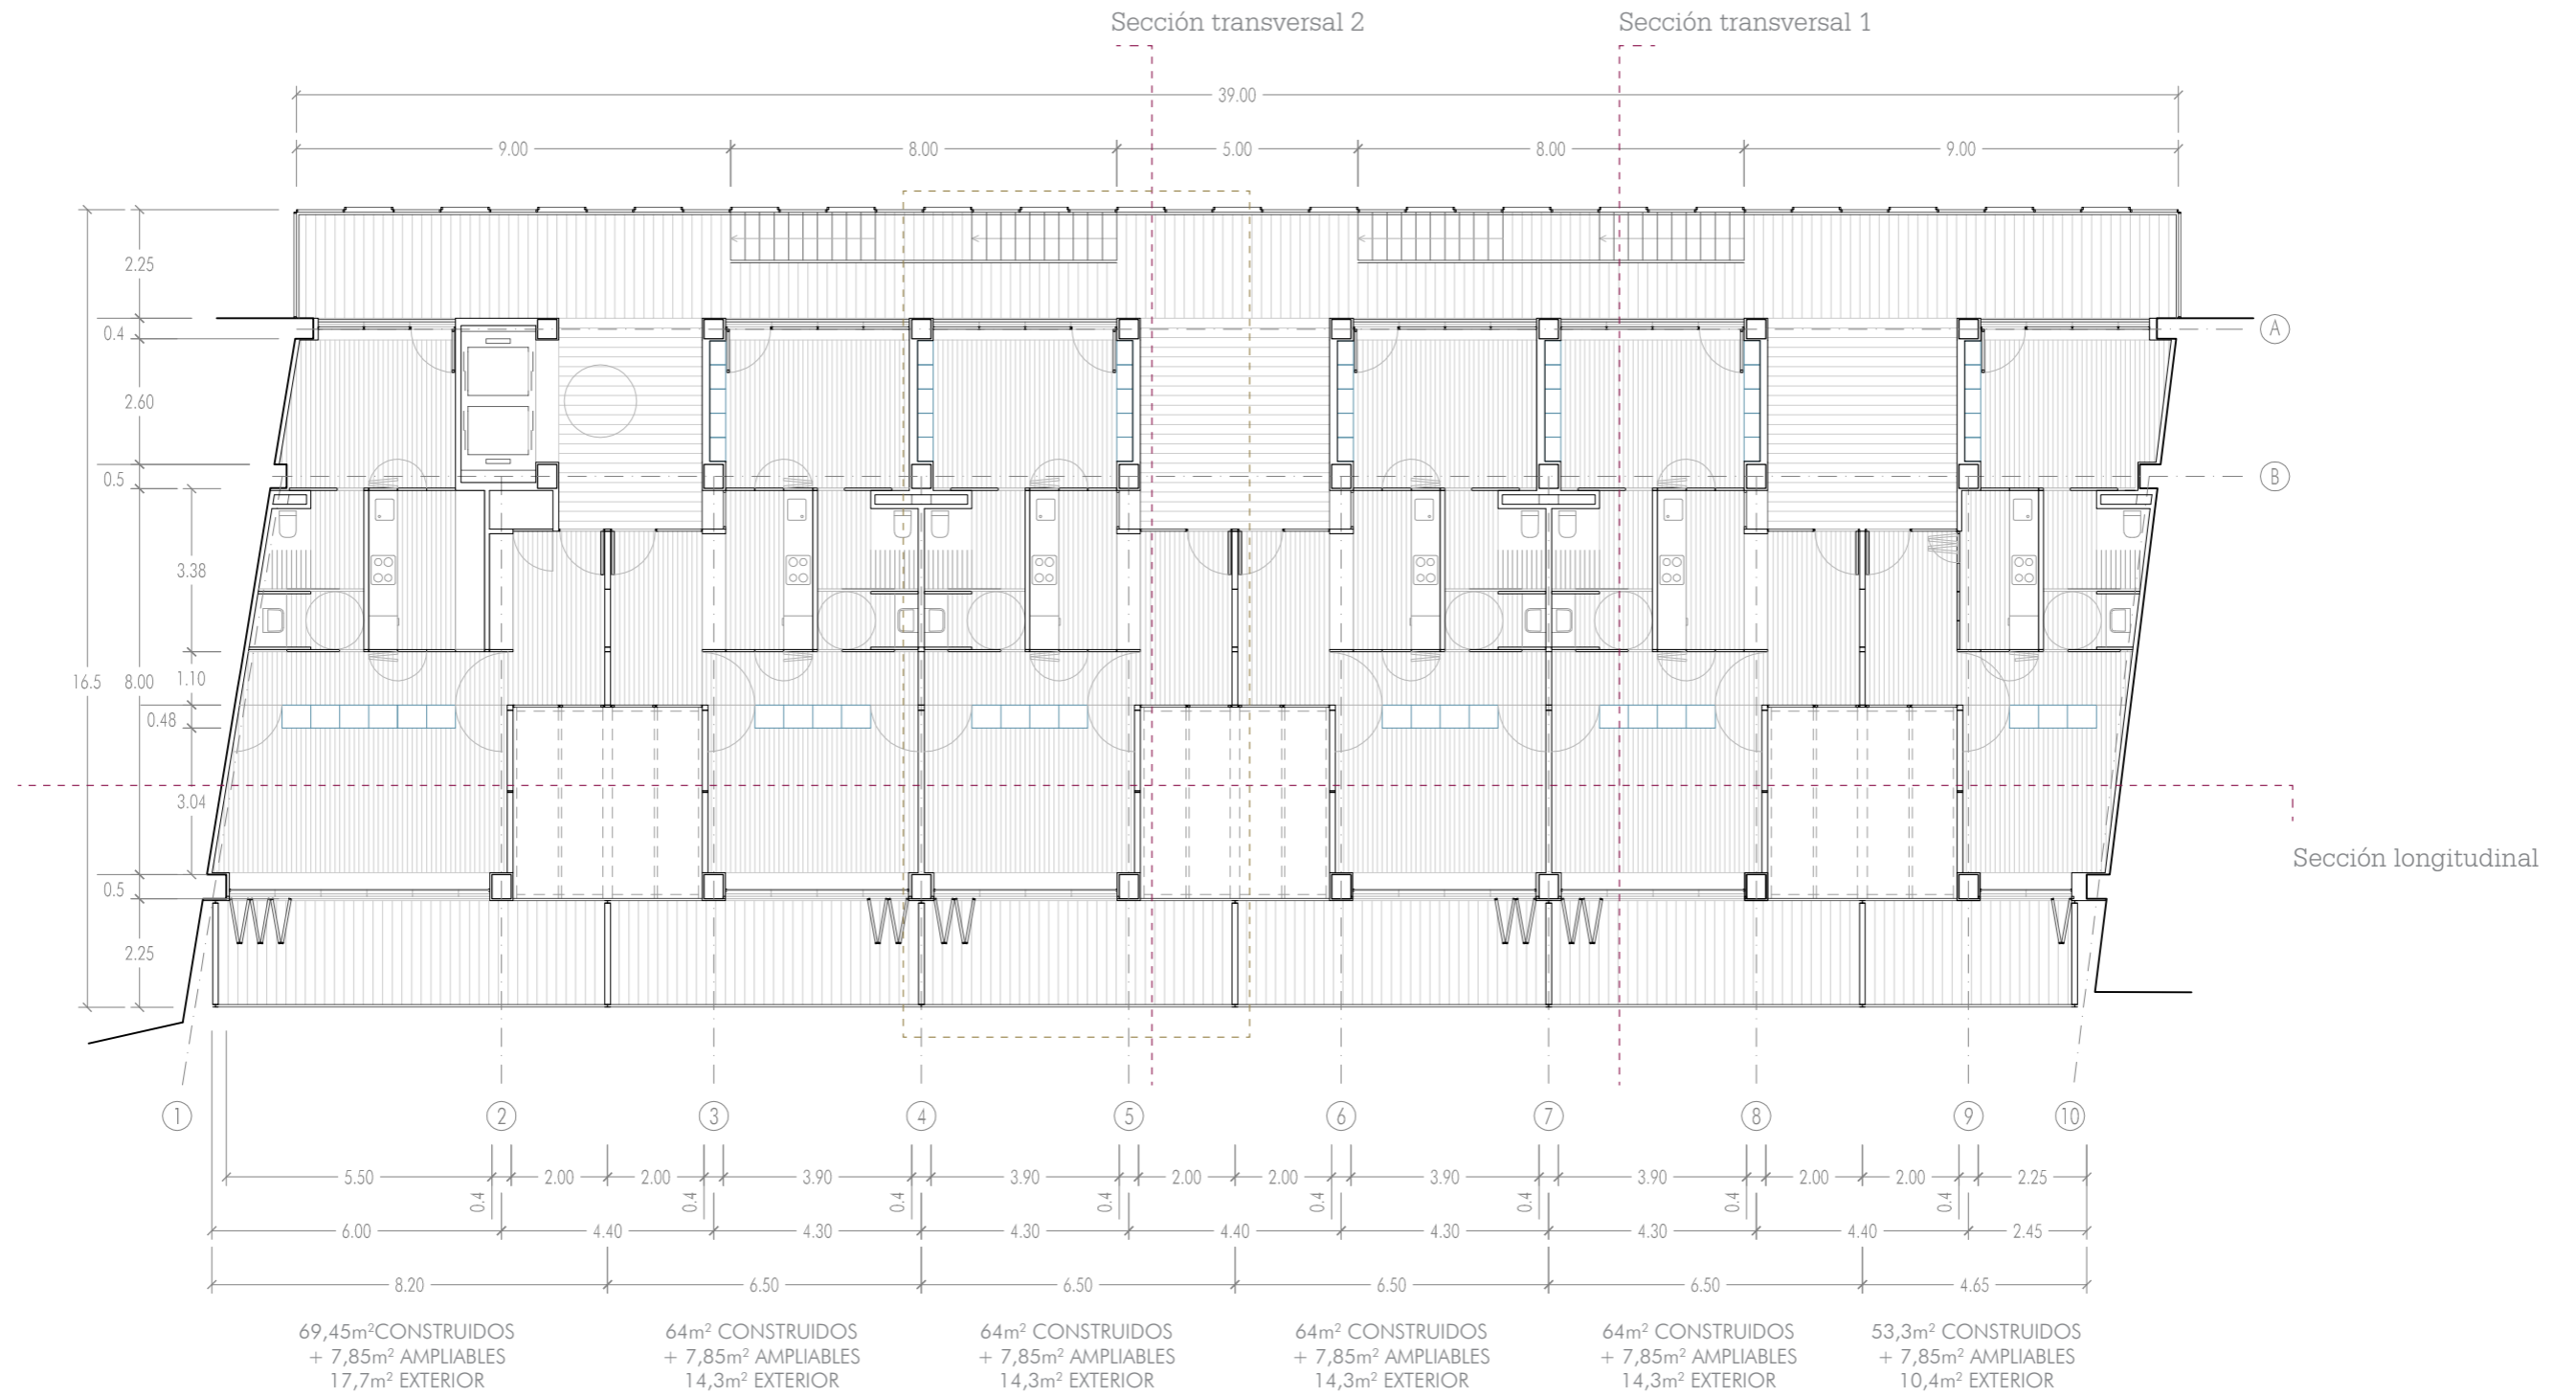 Sección transversal 2
Sección transversal 1
39.00
9.00
8.00
5.00
8.00
9.00
2.25
0.4
A
2.60
0.5
B
3.38
16.5
8.00
1.10
0.48
3.04
Sección longitudinal
0.5
2.25
1
2
3
4
5
6
7
8
9
10
5.50
2.00
2.00
3.90
3.90
2.00
2.00
3.90
3.90
2.00
2.00
2.25
0.4
0.4
0.4
0.4
0.4
0.4
0.4
0.4
6.00
4.40
4.30
4.30
4.40
4.30
4.30
4.40
2.45
8.20
6.50
6.50
6.50
6.50
4.65
69,45m²CONSTRUIDOS
+ 7,85m² AMPLIABLES
17,7m² EXTERIOR
64m² CONSTRUIDOS
+ 7,85m² AMPLIABLES
14,3m² EXTERIOR
64m² CONSTRUIDOS
+ 7,85m² AMPLIABLES
14,3m² EXTERIOR
64m² CONSTRUIDOS
+ 7,85m² AMPLIABLES
14,3m² EXTERIOR
64m² CONSTRUIDOS
+ 7,85m² AMPLIABLES
14,3m² EXTERIOR
53,3m² CONSTRUIDOS
+ 7,85m² AMPLIABLES
10,4m² EXTERIOR